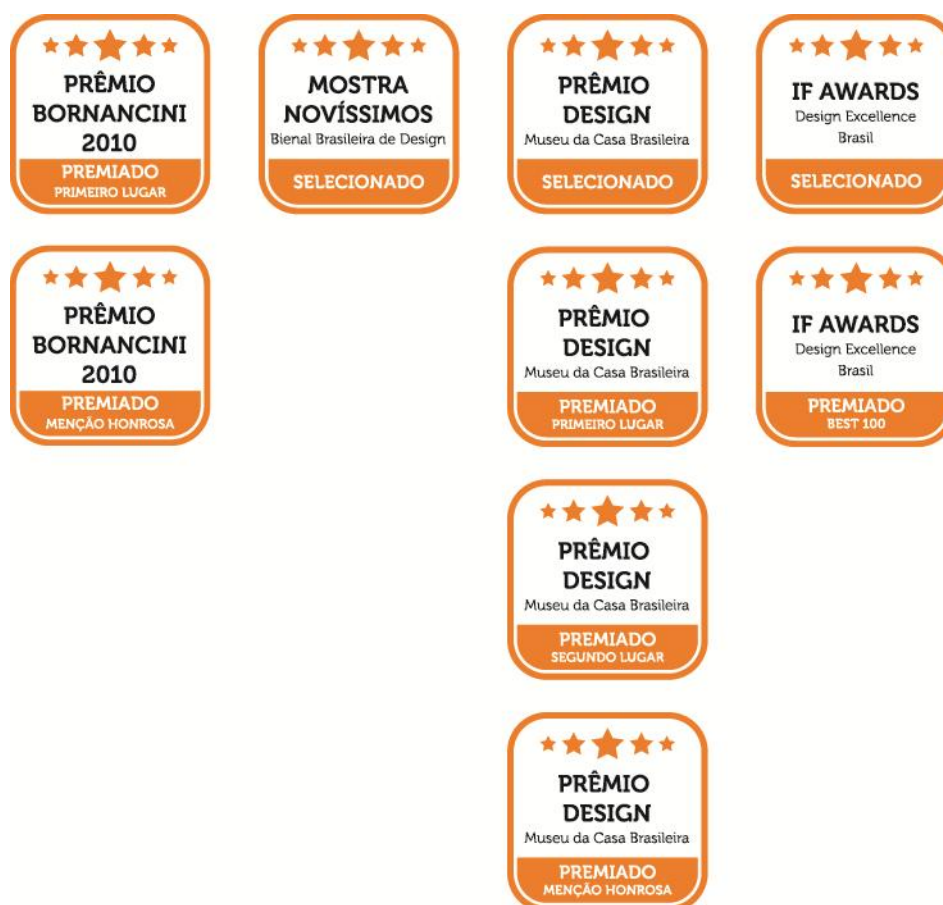 PRÊMIO
BORNANCINI
2010
PREMIADO
PRIMEIRO LUGAR
MOSTRA
NOVÍSSIMOS
Bienal Brasileira de Design
SELECIONADO
PRÊMIO
DESIGN
Museu da Casa Brasileira
SELECIONADO
IF AWARDS
Design Excellence
Brasil
SELECIONADO
PRÊMIO
BORNANCINI
2010
PREMIADO
MENÇÃO HONROSA
PRÊMIO
DESIGN
Museu da Casa Brasileira
PREMIADO
PRIMEIRO LUGAR
IF AWARDS
Design Excellence
Brasil
PREMIADO
BEST 100
PRÊMIO
DESIGN
Museu da Casa Brasileira
PREMIADO
SEGUNDO LUGAR
PRÊMIO
DESIGN
Museu da Casa Brasileira
PREMIADO
MENÇÃO HONROSA